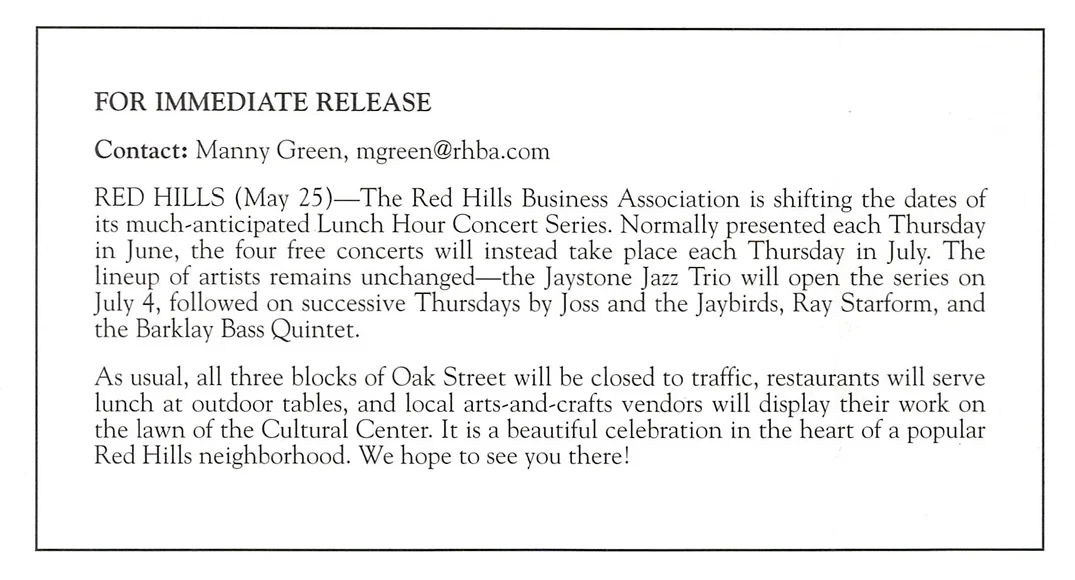 FOR IMMEDIATE RELEASE
Contact: Manny Green, mgreen@rhba.com
RED HILLS (May 25)—The Red Hills Business Association is shifting the dates of
its much-anticipated Lunch Hour Concert Series. Normally presented each Thursday
in June, the four free concerts will instead take place each Thursday in July. The
lineup of artists remains unchanged—the Jaystone Jazz Trio will open the series on
July 4, followed on successive Thursdays by Joss and the Jaybirds, Ray Starform, and
the Barklay Bass Quintet.
As usual, all three blocks of Oak Street will be closed to traffic, restaurants will serve
lunch at outdoor tables, and local arts-and-crafts vendors will display their work on
the lawn of the Cultural Center. It is a beautiful celebration in the heart of a popular
Red Hills neighborhood. We hope to see you there!